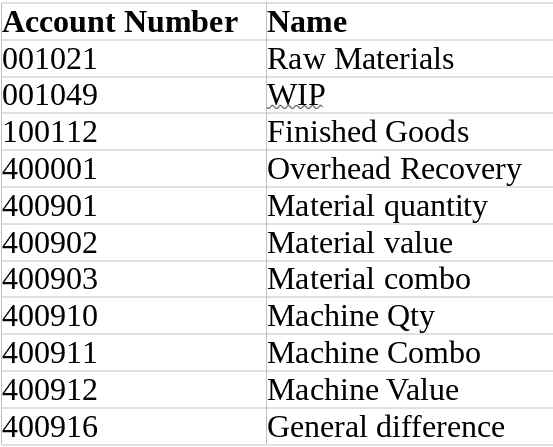 Account Number Name
001021 Raw Materials
001049 WIP
100112 Finished Goods
400001 Overhead Recovery
400901 Material quantity
400902 Material value
400903 Material combo
400910 Machine Qty
400911 Machine Combo
400912 Machine Value
400916 General difference